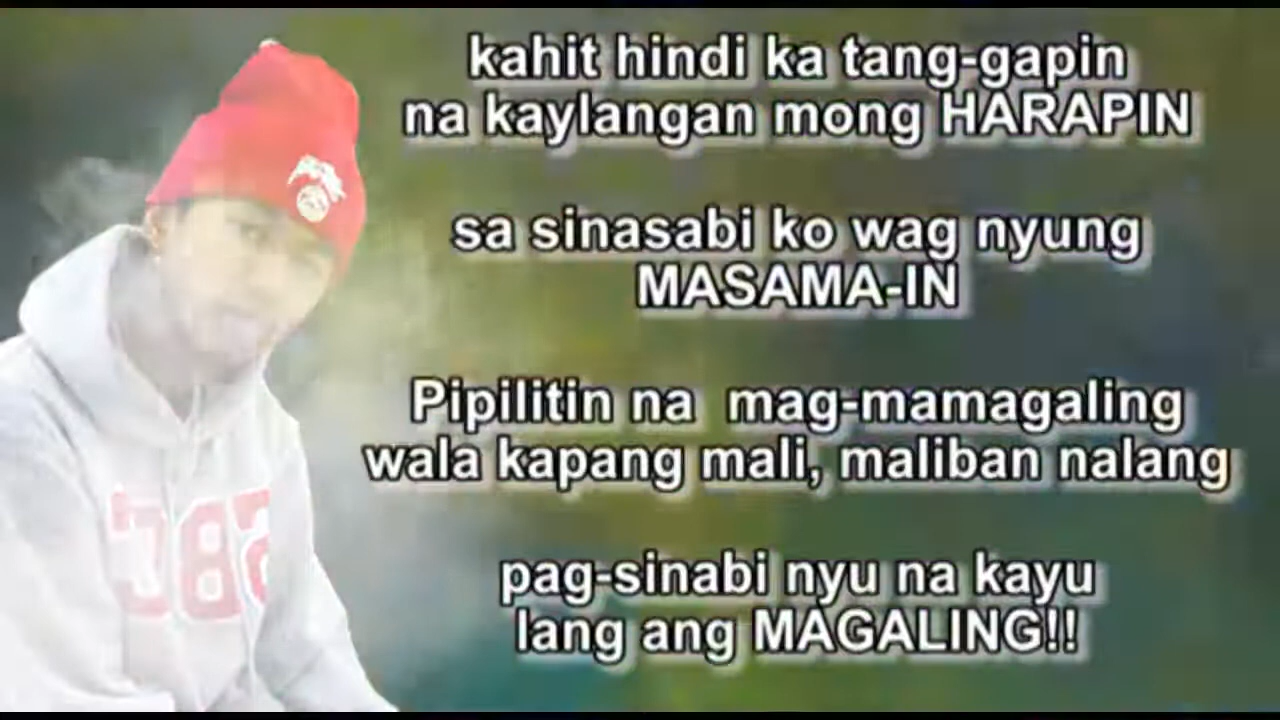 kahit hindi ka tang-gapin
na kaylangan mong HARAPIN
sa sinasabi ko wag nyung
MASAMA-IN
Pipilitin na mag-mamagaling
wala kapang mali, maliban nalang
pag-sinabi nyu na kayu
lang ang MAGALING!!